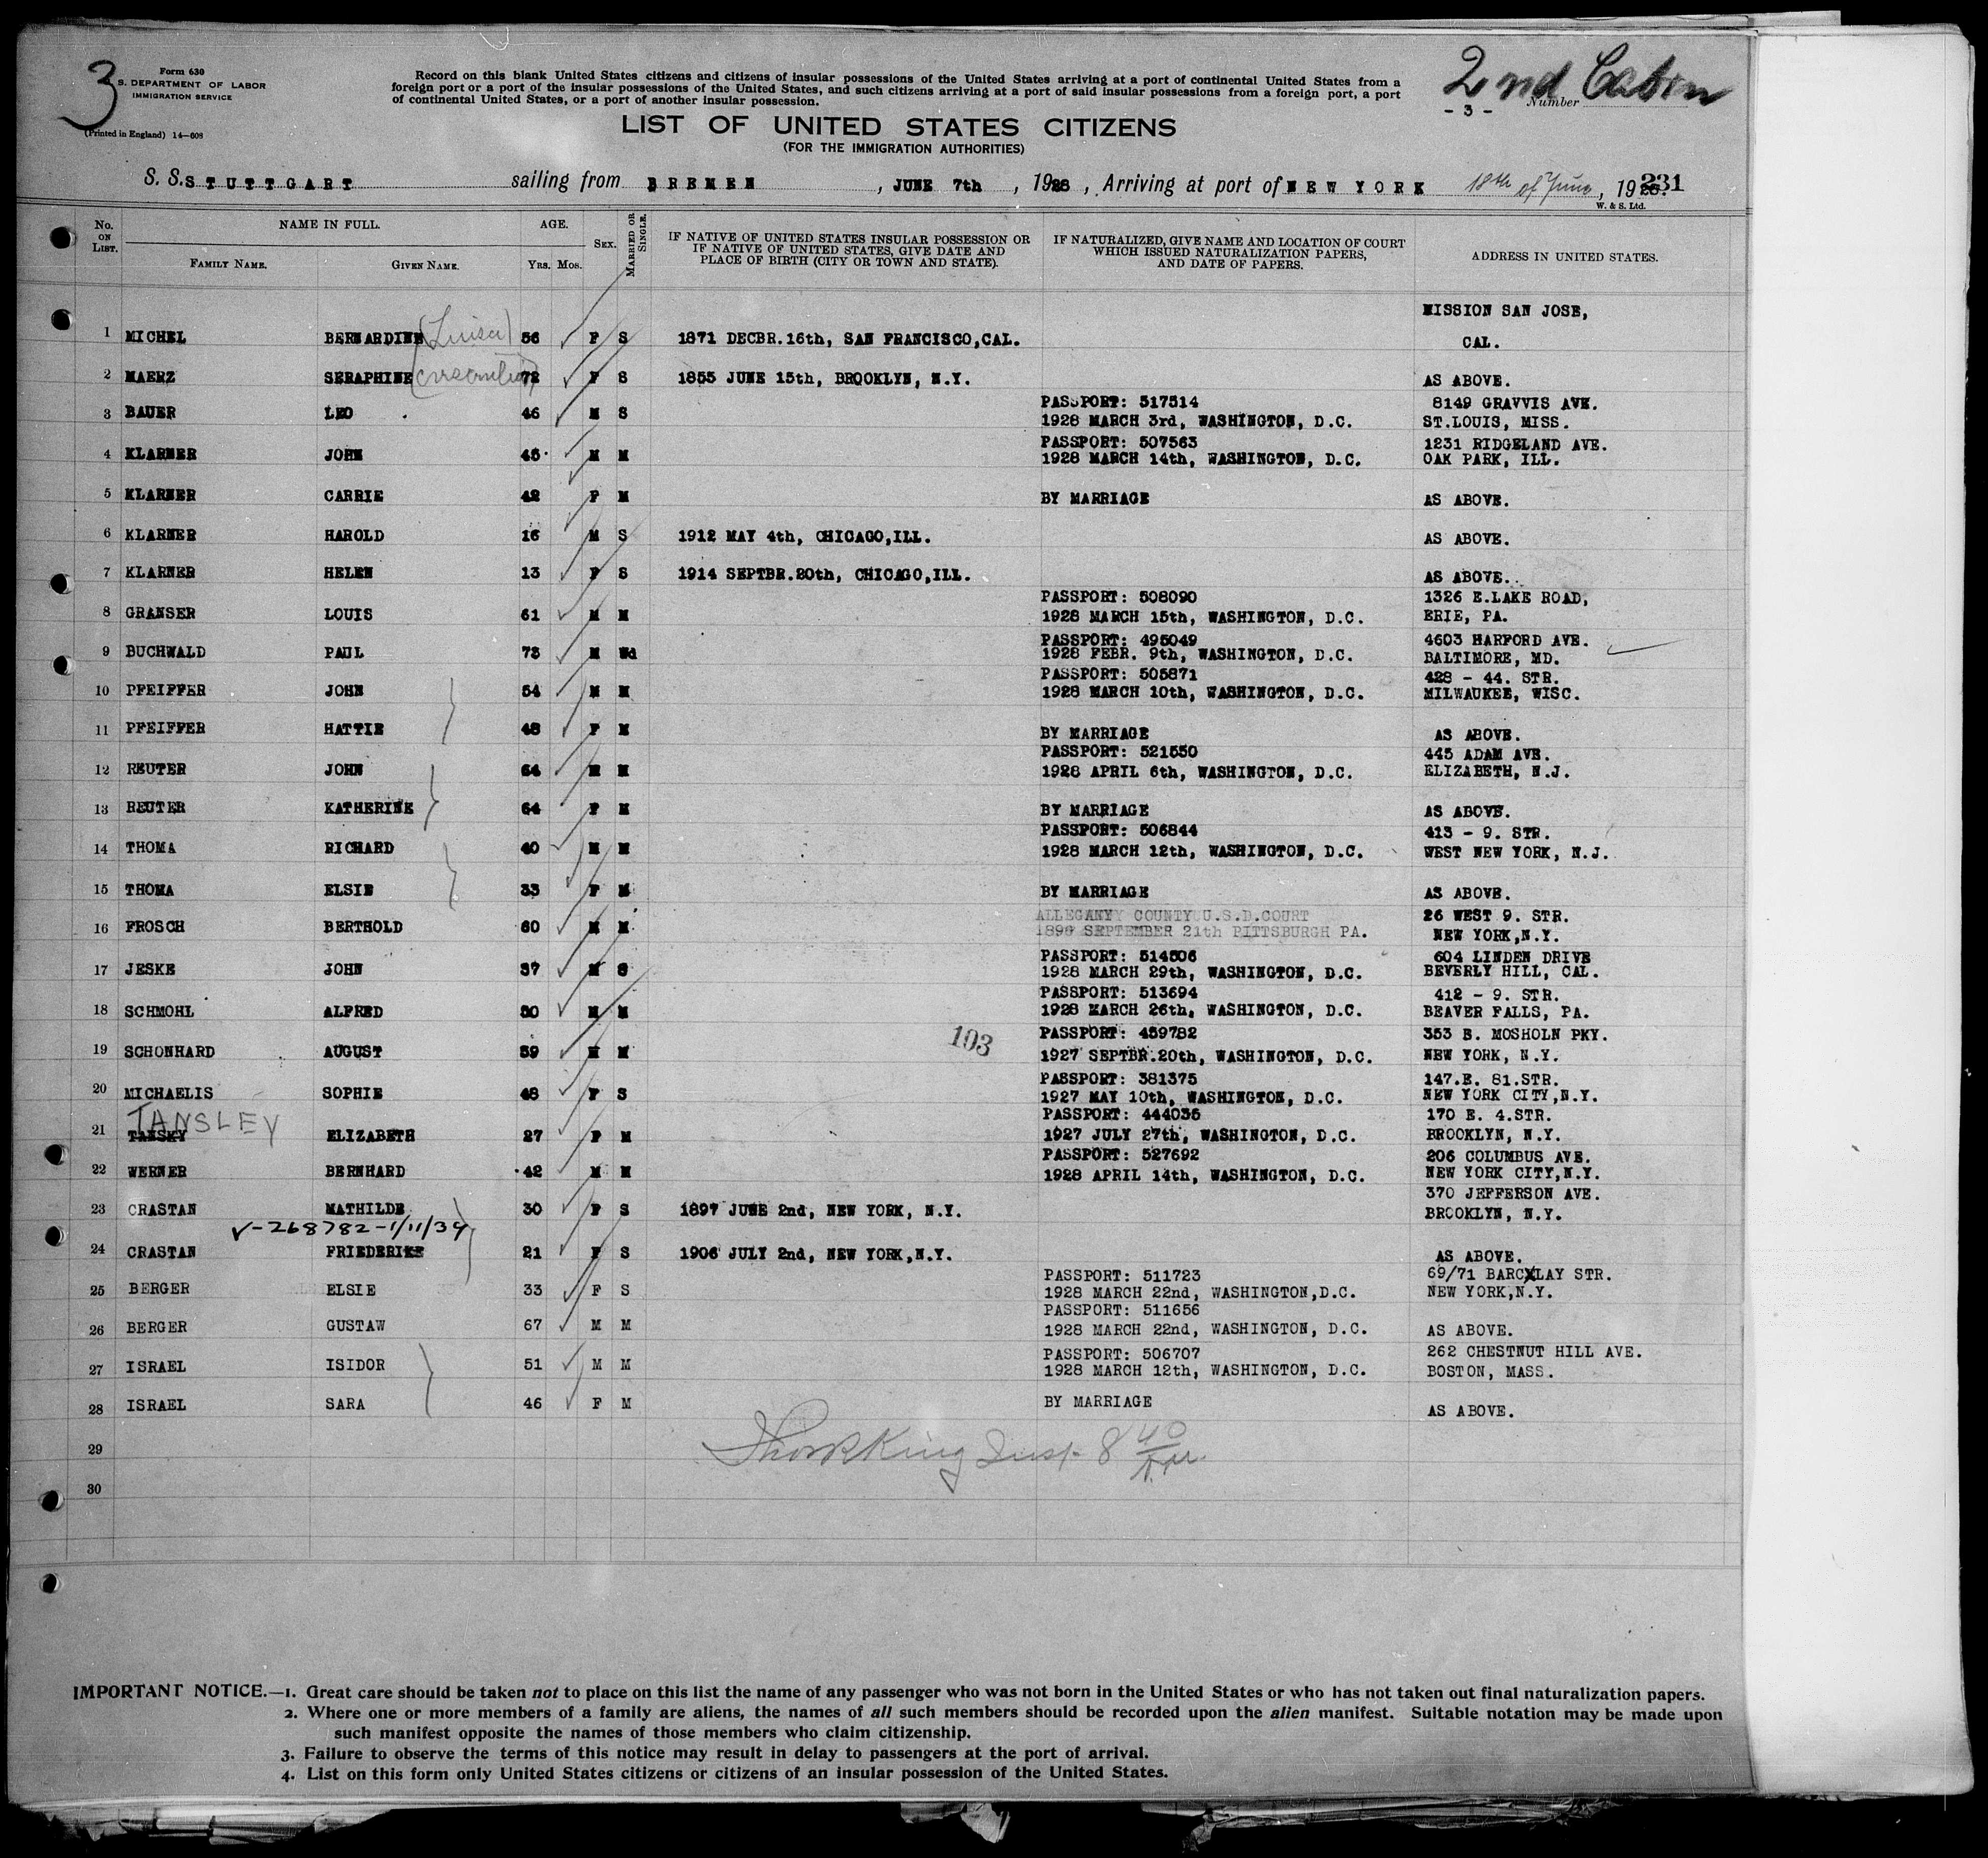 3
Form 630
S. DEPARTMENT OF LABOR
IMMIGRATION SERVICE
(Printed in England) 14—608
Record on this blank United States citizens and citizens of insular possessions of the United States arriving at a port of continental United States from a
foreign port or a port of the insular possessions of the United States, and such citizens arriving at a port of said insular possessions from a foreign port, a port
of continental United States, or a port of another insular possession.
2nd Cabin
Number
- 3 -
LIST OF UNITED STATES CITIZENS
(FOR THE IMMIGRATION AUTHORITIES)
S. S. STUTTGART sailing from BREMEN, JUNE 7th, 1928, Arriving at port of NEW YORK 18th of June, 1928.
231
W. & S. Ltd.
No. ON LIST. NAME IN FULL. AGE. SEX. MARRIED OR SINGLE. IF NATIVE OF UNITED STATES INSULAR POSSESSION OR IF NATIVE OF UNITED STATES, GIVE DATE AND PLACE OF BIRTH (CITY OR TOWN AND STATE). IF NATURALIZED, GIVE NAME AND LOCATION OF COURT WHICH ISSUED NATURALIZATION PAPERS, AND DATE OF PAPERS. ADDRESS IN UNITED STATES.
FAMILY NAME. GIVEN NAME. Yrs. Mos.
MISSION SAN JOSE,
1 MICHEL BERNARDINE (Luisa) 56 F S 1871 DECBR.16th, SAN FRANCISCO,CAL. CAL.
2 MAERZ SERAPHINE 72 F S 1855 JUNE 15th, BROOKLYN, N.Y. AS ABOVE.
PASSPORT: 517514 8149 GRAVVIS AVE.
3 BAUER LEO 46 M S 1928 MARCH 3rd, WASHINGTON, D.C. ST.LOUIS, MISS.
PASSPORT: 507563 1231 RIDGELAND AVE.
4 KLARNER JOHN 45 M M 1928 MARCH 14th, WASHINGTON, D.C. OAK PARK, ILL.
5 KLARNER CARRIE 42 F M BY MARRIAGE AS ABOVE.
6 KLARNER HAROLD 16 M S 1912 MAY 4th, CHICAGO,ILL. AS ABOVE.
7 KLARNER HELEN 13 F S 1914 SEPTBR.20th, CHICAGO,ILL. AS ABOVE.
PASSPORT: 508090 1326 E.LAKE ROAD,
8 GRANSER LOUIS 61 M M 1928 MARCH 15th, WASHINGTON, D.C. ERIE, PA.
PASSPORT: 495049 4603 HARFORD AVE.
9 BUCHWALD PAUL 73 M Wd 1928 FEBR. 9th, WASHINGTON, D.C. BALTIMORE, MD.
PASSPORT: 505871 428 - 44. STR.
10 PFEIFFER JOHN 54 M M 1928 MARCH 10th, WASHINGTON, D.C. MILWAUKEE, WISC.
11 PFEIFFER HATTIE 48 F M BY MARRIAGE AS ABOVE.
PASSPORT: 521550 445 ADAM AVE.
12 REUTER JOHN 64 M M 1928 APRIL 6th, WASHINGTON, D.C. ELIZABETH, N.J.
13 REUTER KATHERINE 64 F M BY MARRIAGE AS ABOVE.
PASSPORT: 506844 413 - 9. STR.
14 THOMA RICHARD 40 M M 1928 MARCH 12th, WASHINGTON, D.C. WEST NEW YORK, N.J.
15 THOMA ELSIE 33 F M BY MARRIAGE AS ABOVE.
ALLEGANY COUNTY U.S.D.COURT 26 WEST 9. STR.
16 FROSCH BERTHOLD 60 M M SEPTEMBER 21th PITTSBURGH PA. NEW YORK,N.Y.
PASSPORT: 514506 604 LINDEN DRIVE
17 JESKE JOHN 37 M S 1928 MARCH 29th, WASHINGTON, D.C. BEVERLY HILL, CAL.
PASSPORT: 513694 412 - 9. STR.
18 SCHMOHL ALFRED 50 M M 1928 MARCH 26th, WASHINGTON, D.C. BEAVER FALLS, PA.
103 PASSPORT: 459782 353 E. MOSHOLN PKY.
19 SCHONHARD AUGUST 59 M M 1927 SEPTBR.20th, WASHINGTON, D.C. NEW YORK, N.Y.
PASSPORT: 381375 147.E. 81.STR.
20 MICHAELIS SOPHIE 48 F S 1927 MAY 10th, WASHINGTON, D.C. NEW YORK CITY,N.Y.
TANSLEY PASSPORT: 444035 170 E. 4.STR.
21 TANSKY ELIZABETH 27 F M 1927 JULY 27th, WASHINGTON, D.C. BROOKLYN, N.Y.
PASSPORT: 527692 206 COLUMBUS AVE.
22 WERNER BERNHARD 42 M M 1928 APRIL 14th, WASHINGTON, D.C. NEW YORK CITY,N.Y.
370 JEFFERSON AVE.
23 CRASTAN MATHILDE 30 F S 1897 JUNE 2nd, NEW YORK, N.Y. BROOKLYN, N.Y.
V-268782-1/11/39
24 CRASTAN FRIEDERIKE 21 F S 1906 JULY 2nd, NEW YORK,N.Y. AS ABOVE.
PASSPORT: 511723 69/71 BARCXLAY STR.
25 BERGER ELSIE 33 F S 1928 MARCH 22nd, WASHINGTON,D.C. NEW YORK,N.Y.
PASSPORT: 511656
26 BERGER GUSTAW 67 M M 1928 MARCH 22nd, WASHINGTON, D.C. AS ABOVE.
PASSPORT: 506707 262 CHESTNUT HILL AVE.
27 ISRAEL ISIDOR 51 M M 1928 MARCH 12th, WASHINGTON, D.C. BOSTON, MASS.
28 ISRAEL SARA 46 F M BY MARRIAGE AS ABOVE.
29 King Insp. 8 40
30
IMPORTANT NOTICE.—1. Great care should be taken not to place on this list the name of any passenger who was not born in the United States or who has not taken out final naturalization papers.
2. Where one or more members of a family are aliens, the names of all such members should be recorded upon the alien manifest. Suitable notation may be made upon
such manifest opposite the names of those members who claim citizenship.
3. Failure to observe the terms of this notice may result in delay to passengers at the port of arrival.
4. List on this form only United States citizens or citizens of an insular possession of the United States.